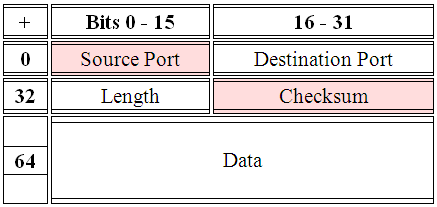 + Bits 0 - 15 16 - 31
0 Source Port Destination Port
32 Length Checksum
64 Data